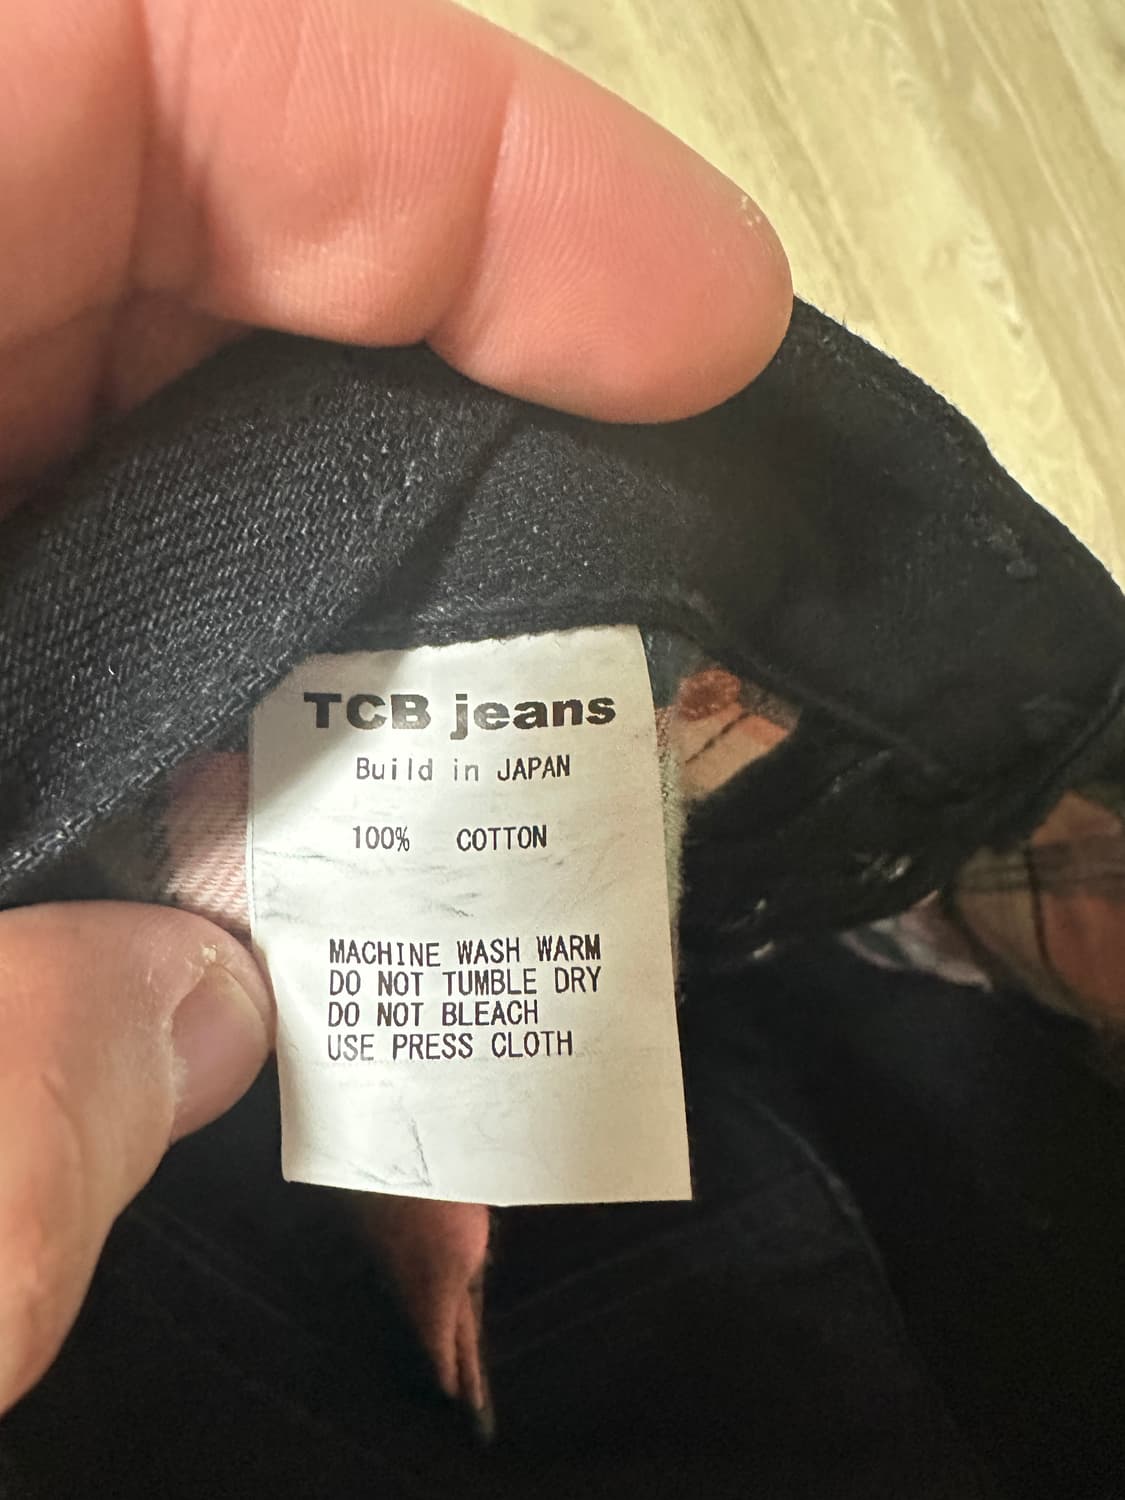 TCB jeans
Build in JAPAN
100% COTTON
MACHINE WASH WARM
DO NOT TUMBLE DRY
DO NOT BLEACH
USE PRESS CLOTH